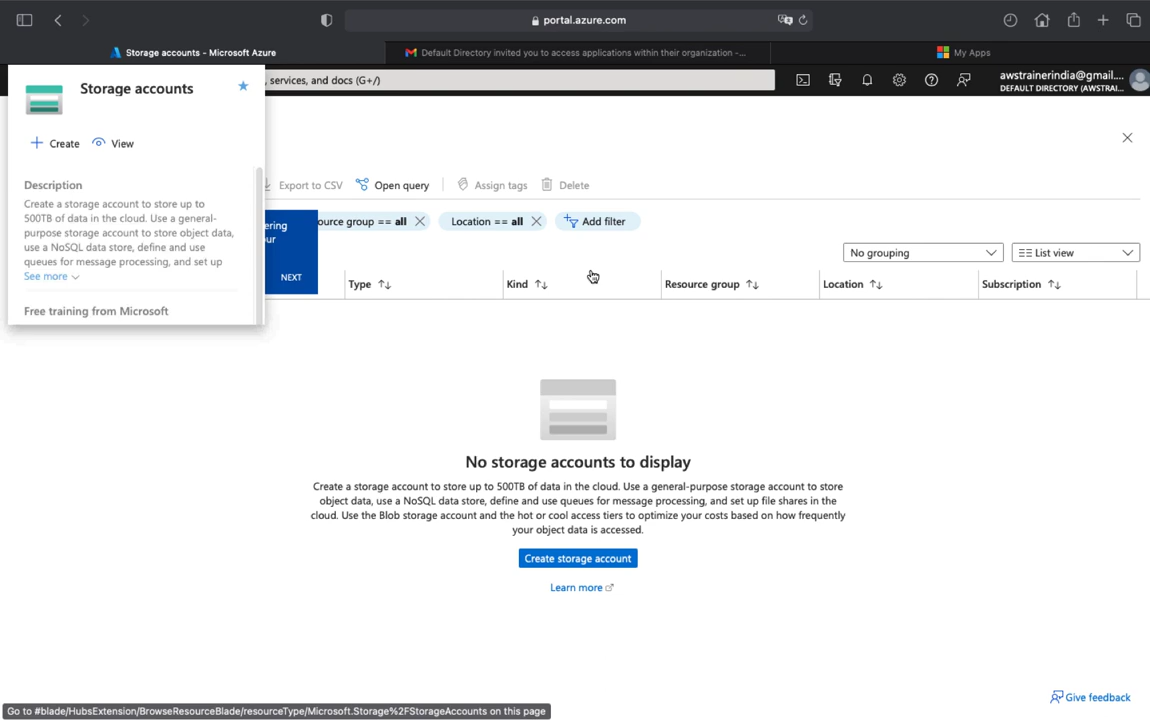 portal.azure.com
Storage accounts - Microsoft Azure
Default Directory invited you to access applications within their organization -...
My Apps
Storage accounts
, services, and docs (G+/)
awstrainerindia@gmail....
DEFAULT DIRECTORY (AWSTRAI...
Create
View
Export to CSV
Open query
Assign tags
Delete
Description
Create a storage account to store up to
500TB of data in the cloud. Use a general-
purpose storage account to store object data,
use a NoSQL data store, define and use
queues for message processing, and set up
See more
Free training from Microsoft
NEXT
ource group == all
Location == all
Add filter
No grouping
List view
Type
Kind
Resource group
Location
Subscription
No storage accounts to display
Create a storage account to store up to 500TB of data in the cloud. Use a general-purpose storage account to store
object data, use a NoSQL data store, define and use queues for message processing, and set up file shares in the
cloud. Use the Blob storage account and the hot or cool access tiers to optimize your costs based on how frequently
your object data is accessed.
Create storage account
Learn more
Give feedback
Go to #blade/HubsExtension/BrowseResourceBlade/resourceType/Microsoft.Storage%2FStorageAccounts on this page